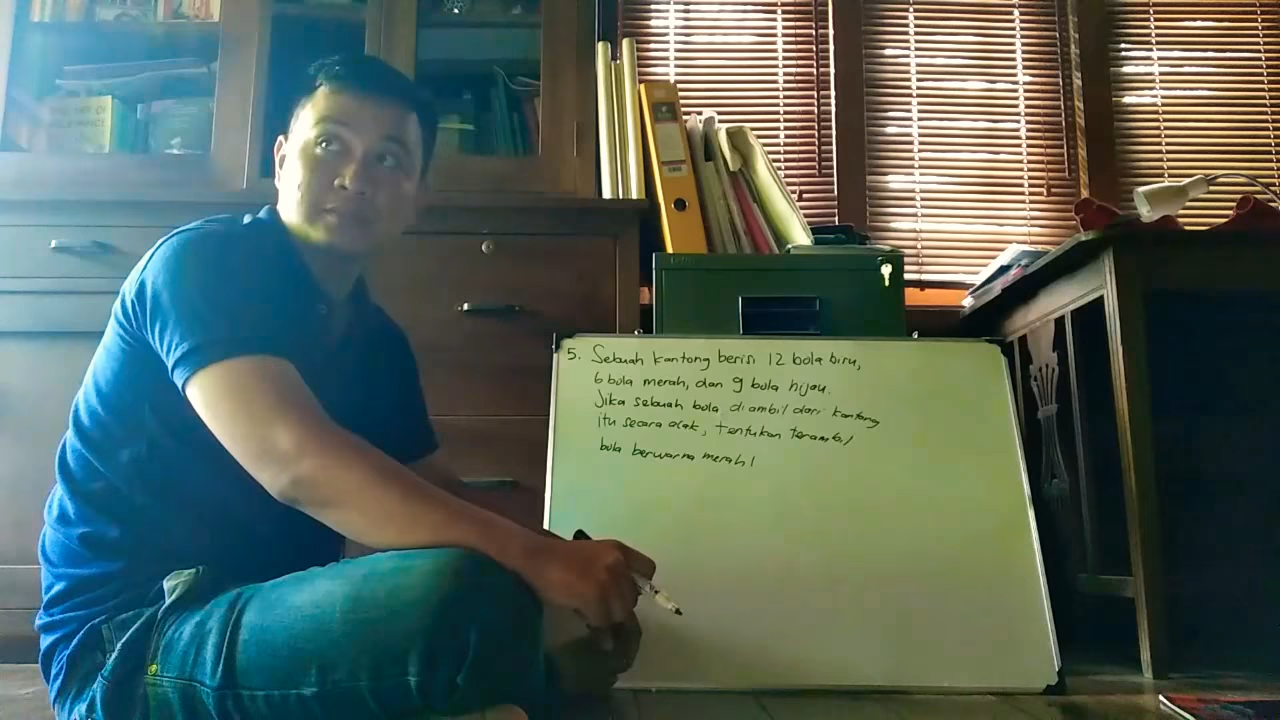 5. Sebuah kantong berisi 12 bola biru,
6 bola merah, dan 9 bola hijau.
Jika sebuah bola diambil dari kantong
itu secara acak, tentukan terambil
bola berwarna merah!